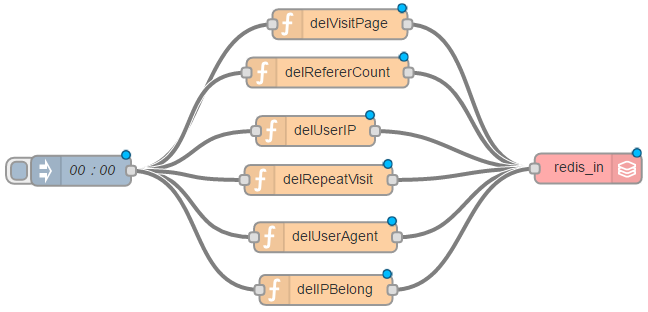 delVisitPage
delRefererCount
delUserIP
00 : 00
redis_in
delRepeatVisit
delUserAgent
delIPBelong